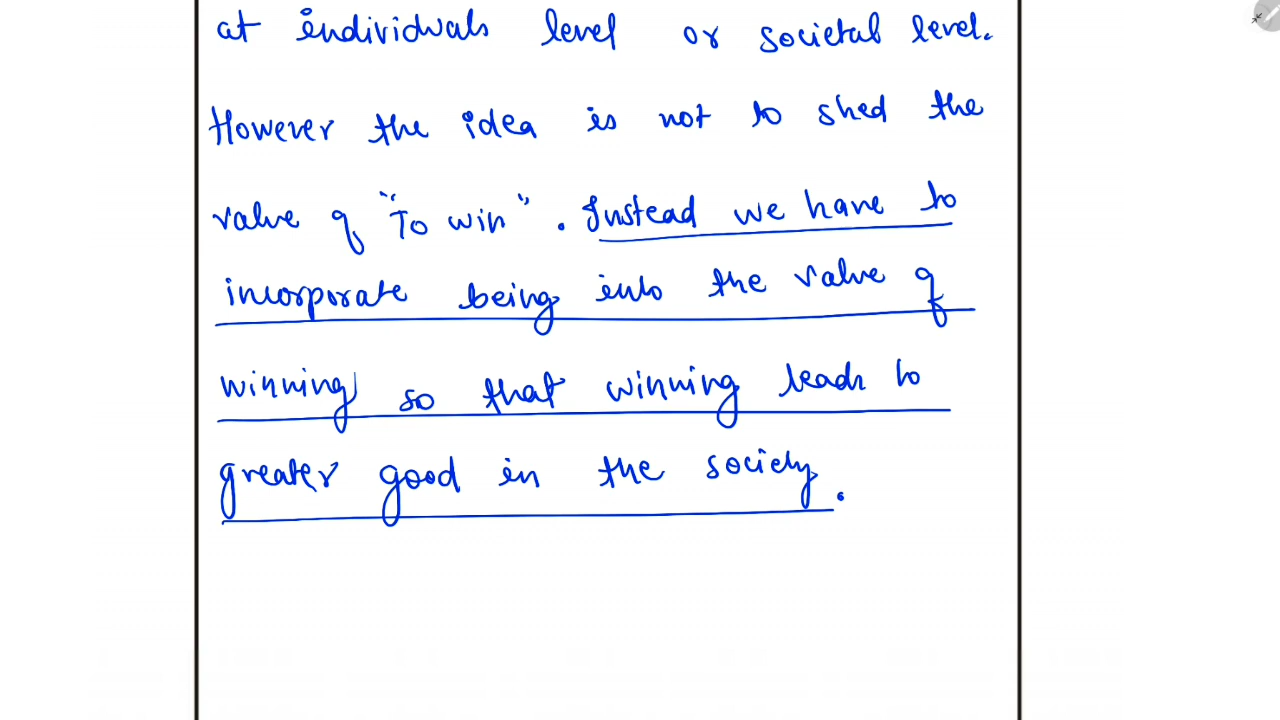 at individuals level or societal level.
However the idea is not to shed the
value of "To win". Instead we have to
incorporate being into the value of
winning so that winning leads to
greater good in the society.